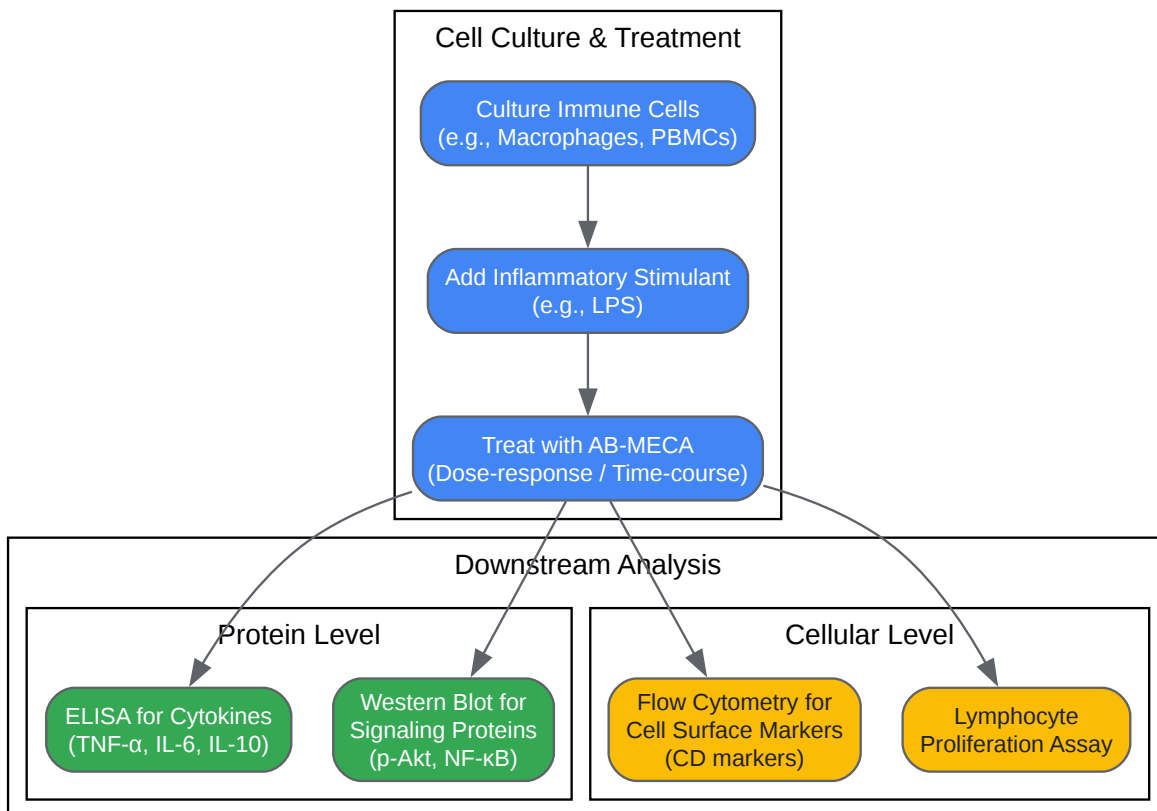 Cell Culture & Treatment
Culture Immune Cells
(e.g., Macrophages, PBMCs)
Add Inflammatory Stimulant
(e.g., LPS)
Treat with AB-MECA
(Dose-response / Time-course)
Downstream Analysis
Protein Level
ELISA for Cytokines
(TNF-α, IL-6, IL-10)
Western Blot for
Signaling Proteins
(p-Akt, NF-κB)
Cellular Level
Flow Cytometry for
Cell Surface Markers
(CD markers)
Lymphocyte
Proliferation Assay